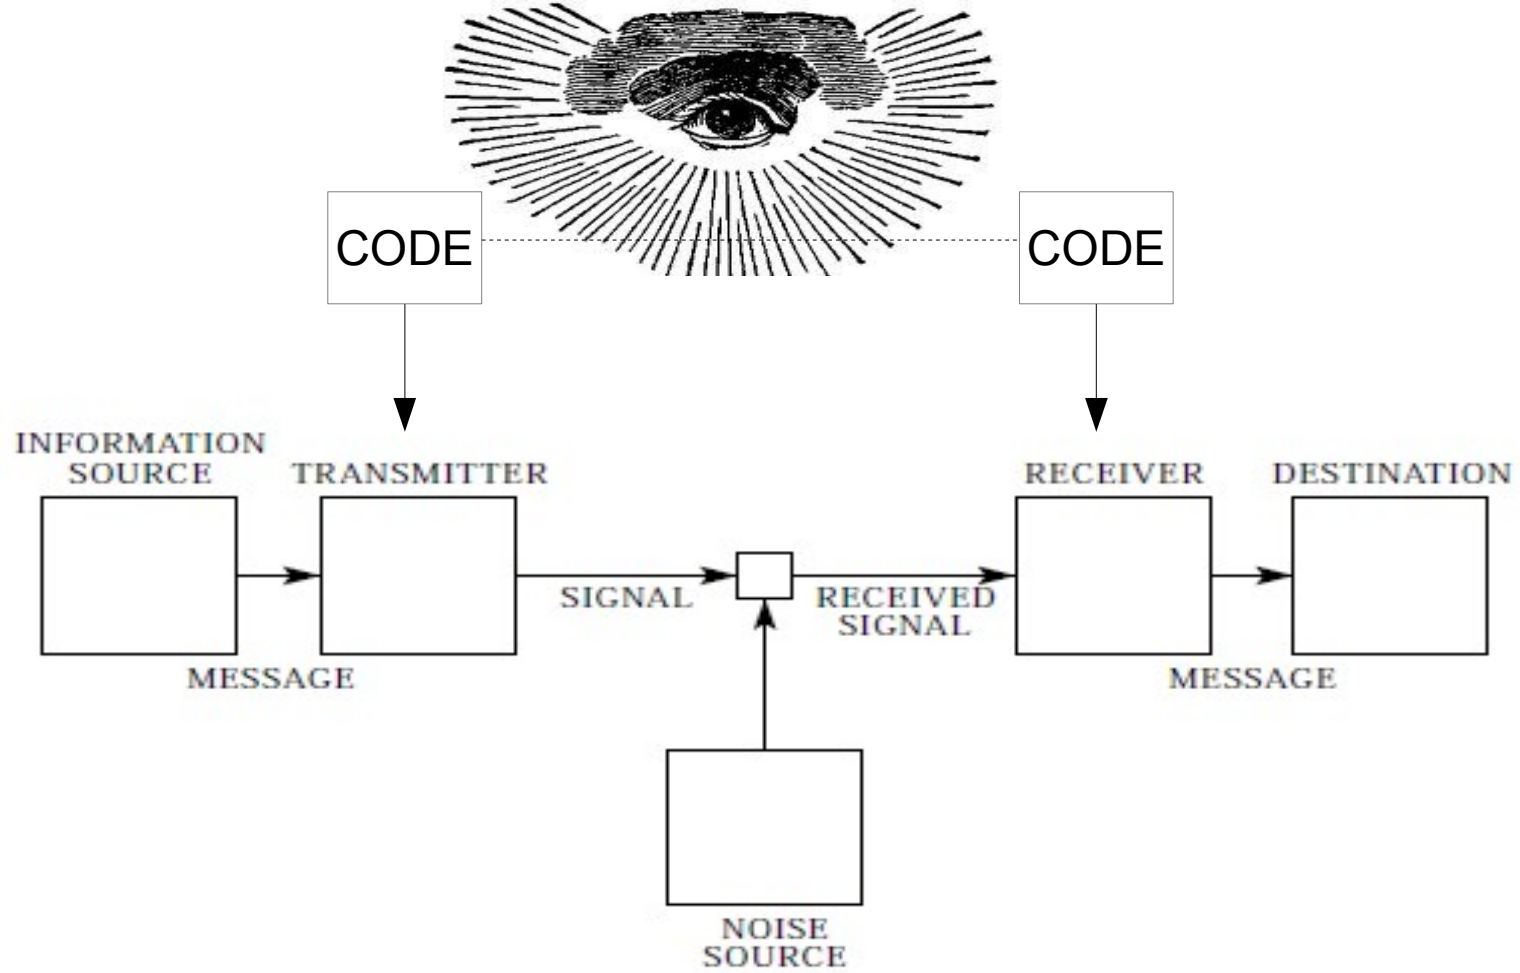 CODE
CODE
INFORMATION
SOURCE
TRANSMITTER
RECEIVER
DESTINATION
SIGNAL
RECEIVED
SIGNAL
MESSAGE
MESSAGE
NOISE
SOURCE